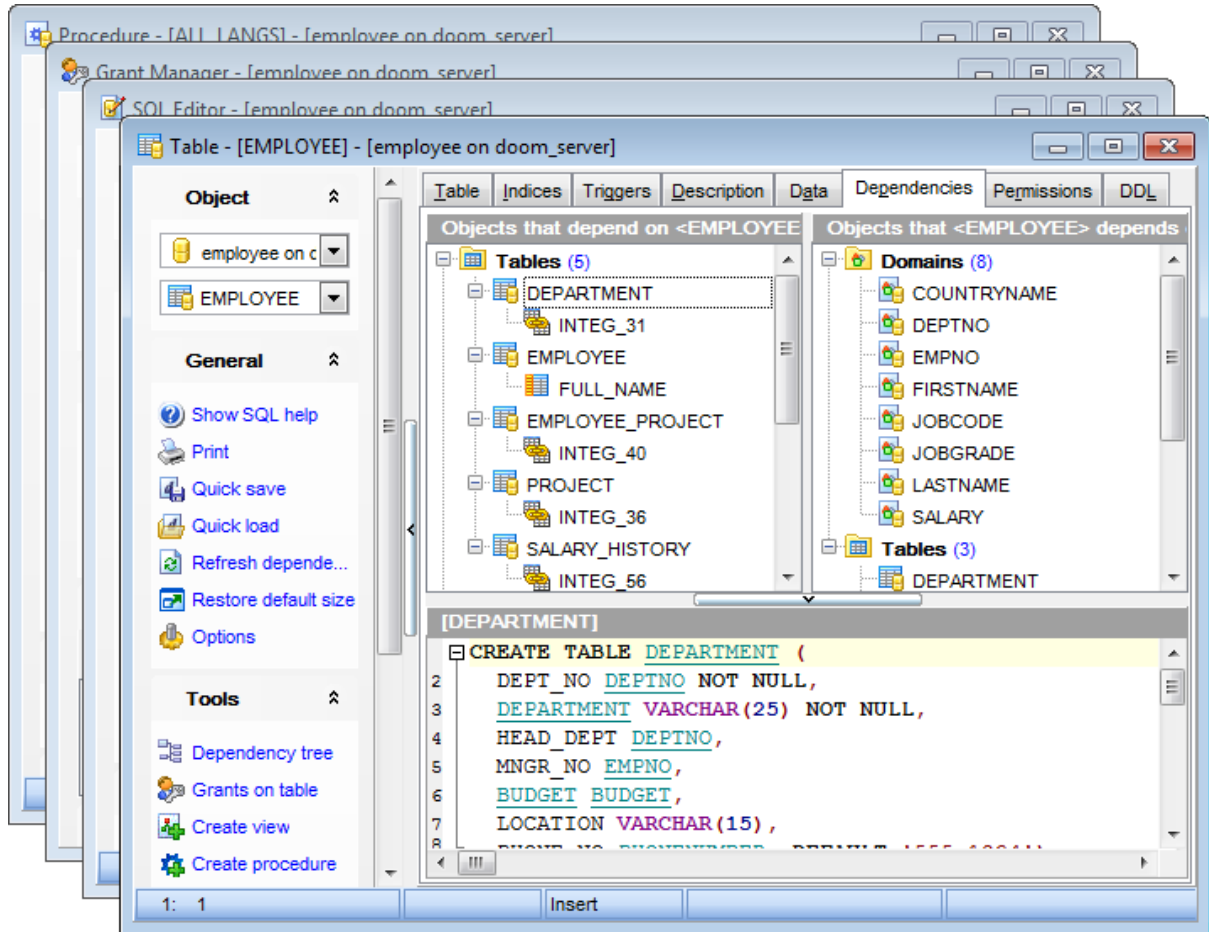 Procedure - [ALL_LANGS] - [employee on doom_server]
Grant Manager - [employee on doom_server]
SQL Editor - [employee on doom_server]
Table - [EMPLOYEE] - [employee on doom_server]
Object
employee on c
EMPLOYEE
General
Show SQL help
Print
Quick save
Quick load
Refresh depende...
Restore default size
Options
Tools
Dependency tree
Grants on table
Create view
Create procedure
Table Indices Triggers Description Data Dependencies Permissions DDL
Objects that depend on <EMPLOYEE
Tables (5)
DEPARTMENT
INTEG_31
EMPLOYEE
FULL_NAME
EMPLOYEE_PROJECT
INTEG_40
PROJECT
INTEG_36
SALARY_HISTORY
INTEG_56
Objects that <EMPLOYEE> depends
Domains (8)
COUNTRYNAME
DEPTNO
EMPNO
FIRSTNAME
JOBCODE
JOBGRADE
LASTNAME
SALARY
Tables (3)
DEPARTMENT
[DEPARTMENT]
CREATE TABLE DEPARTMENT (
2 DEPT_NO DEPTNO NOT NULL,
3 DEPARTMENT VARCHAR(25) NOT NULL,
4 HEAD_DEPT DEPTNO,
5 MNGR_NO EMPNO,
6 BUDGET BUDGET,
7 LOCATION VARCHAR(15),
8 PHONE_NO PHONENUMBER DEFAULT
1: 1 Insert